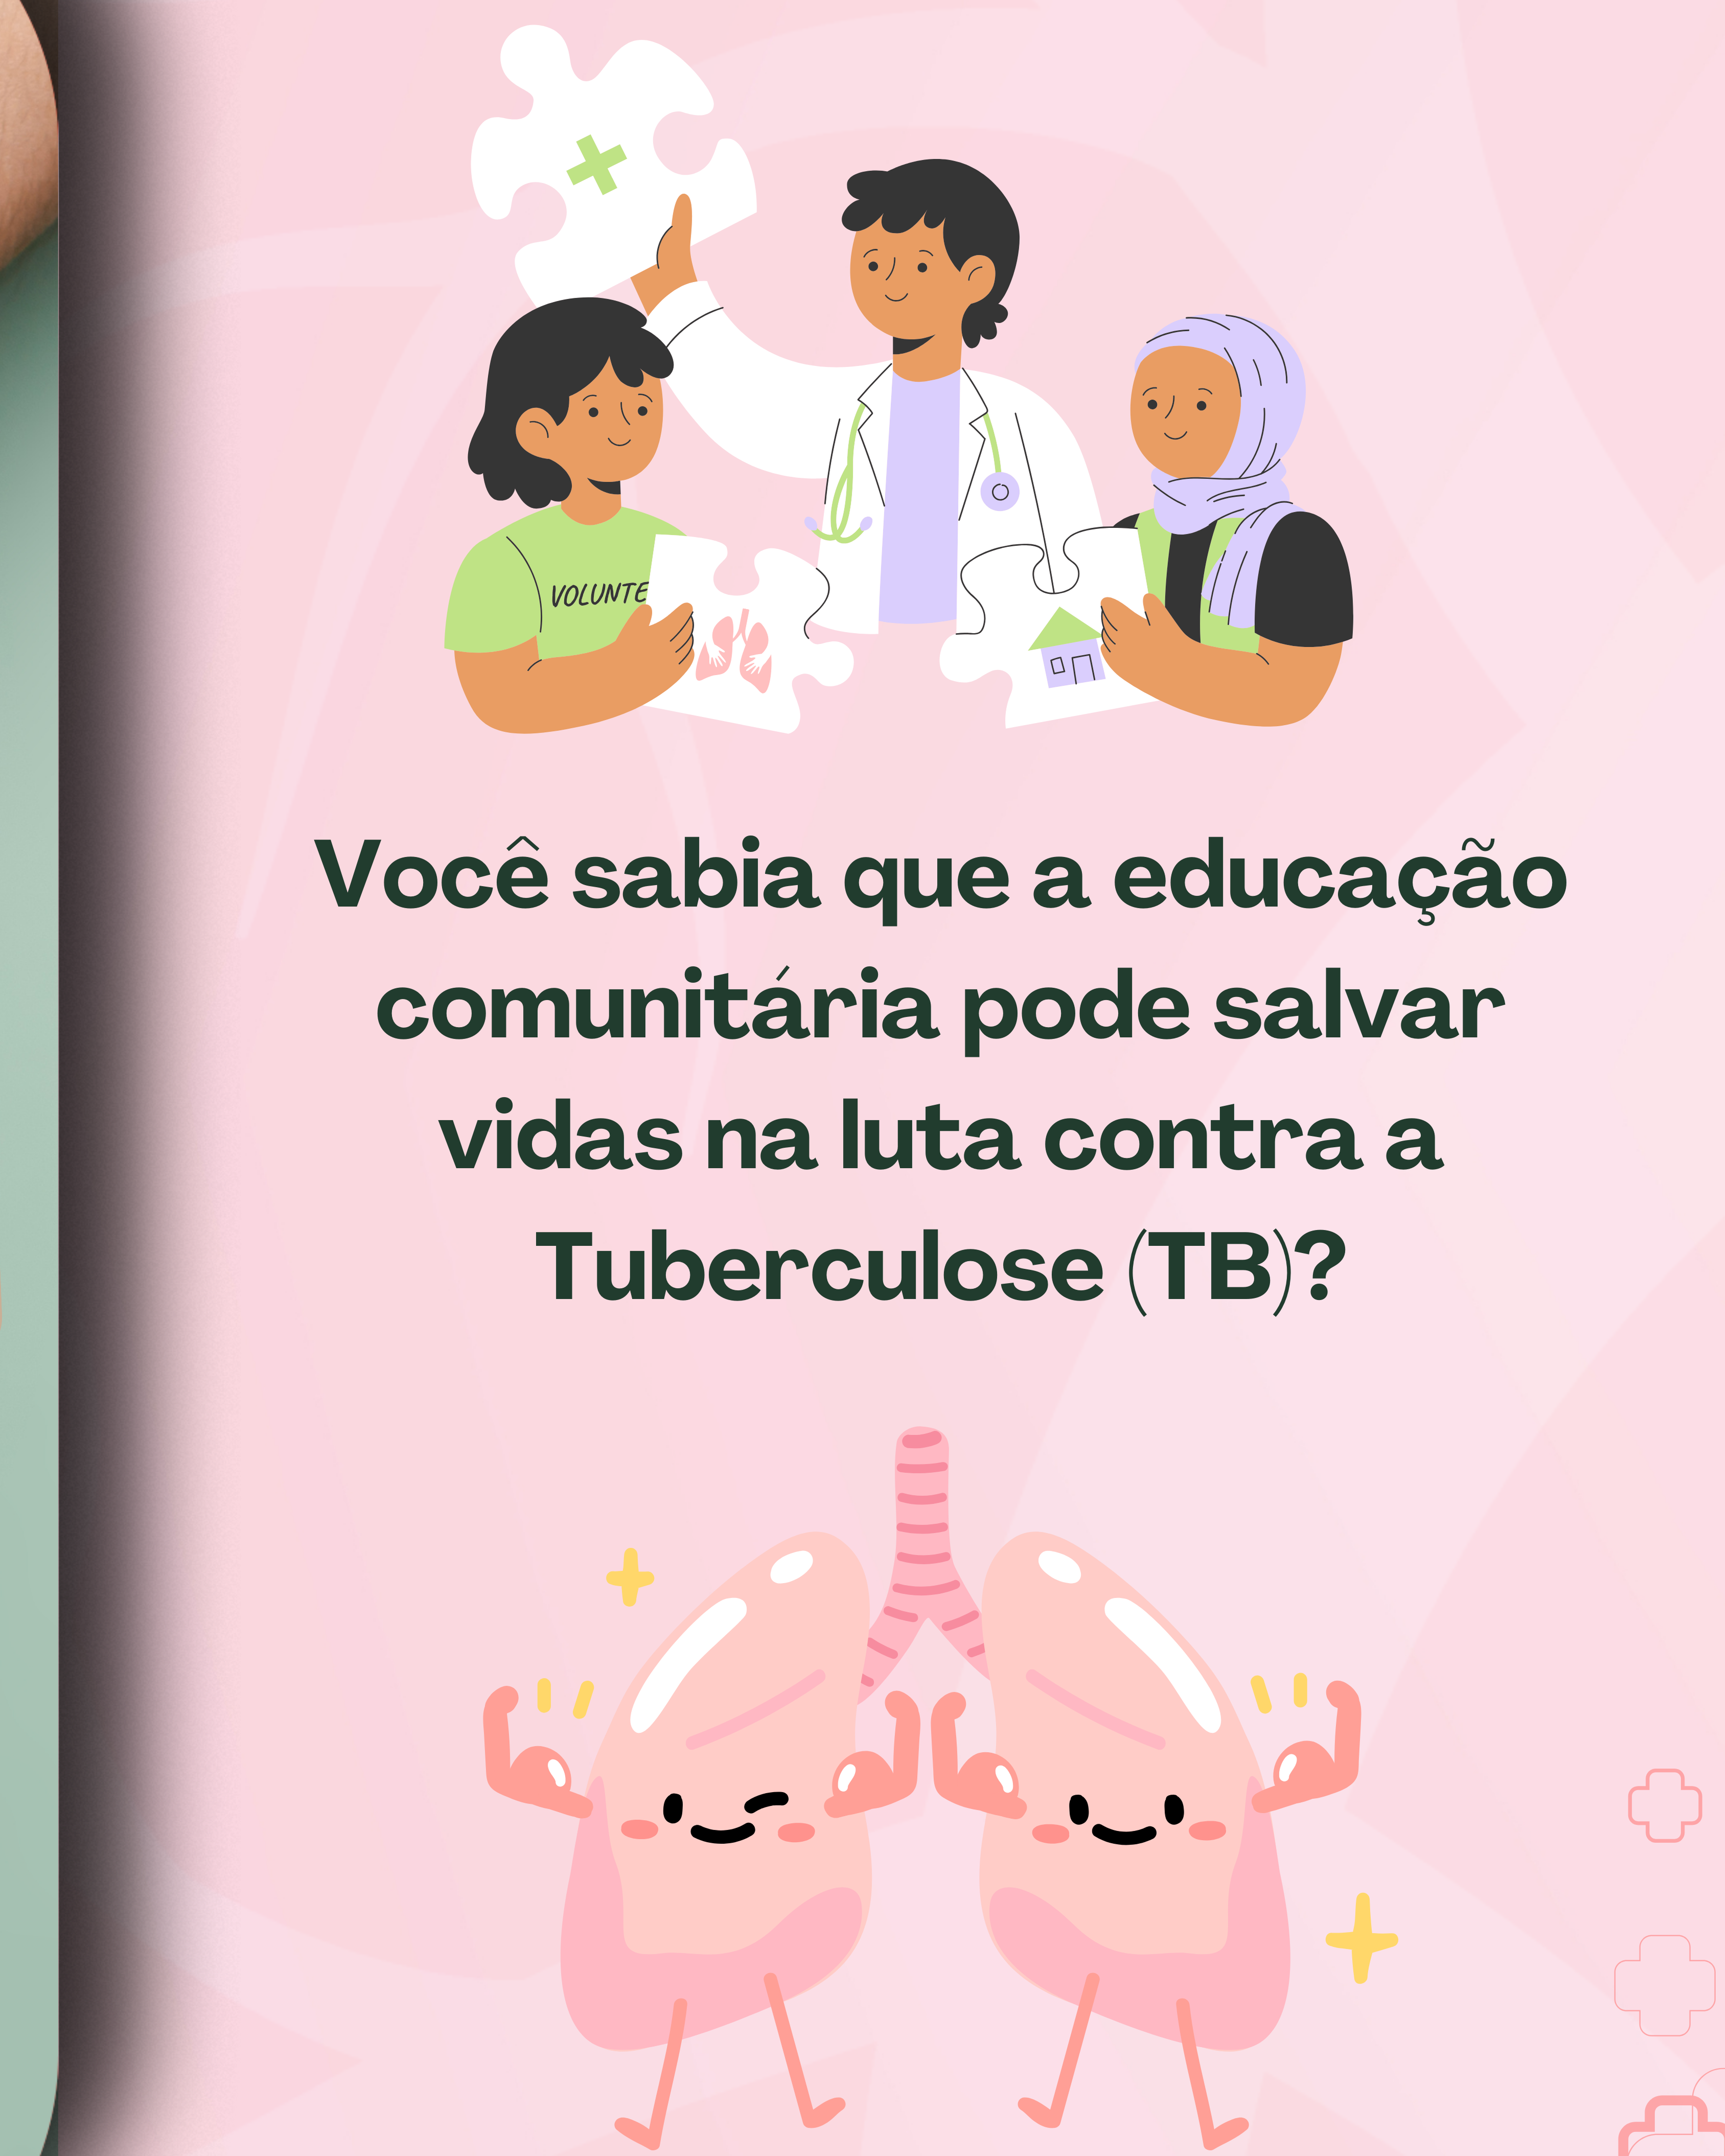 VOLUNTE
Você sabia que a educação
comunitária pode salvar
vidas na luta contra a
Tuberculose (TB)?